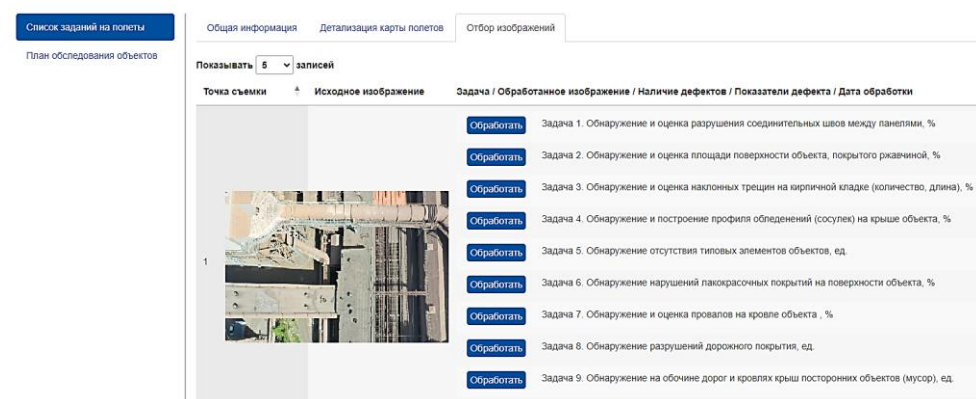 Список заданий на полеты
План обследования объектов
Общая информация Детализация карты полетов Отбор изображений
Показывать 5 записей
Точка съемки Исходное изображение Задача / Обработанное изображение / Наличие дефектов / Показатели дефекта / Дата обработки
Обработать Задача 1. Обнаружение и оценка разрушения соединительных швов между панелями, %
Обработать Задача 2. Обнаружение и оценка площади поверхности объекта, покрытого ржавчиной, %
Обработать Задача 3. Обнаружение и оценка наклонных трещин на кирпичной кладке (количество, длина), %
Обработать Задача 4. Обнаружение и построение профиля обледенений (сосулек) на крыше объекта, %
1
Обработать Задача 5. Обнаружение отсутствия типовых элементов объектов, ед.
Обработать Задача 6. Обнаружение нарушений лакокрасочных покрытий на поверхности объекта, %
Обработать Задача 7. Обнаружение и оценка провалов на кровле объекта , %
Обработать Задача 8. Обнаружение разрушений дорожного покрытия, ед.
Обработать Задача 9. Обнаружение на обочине дорог и кровлях крыш посторонних объектов (мусор), ед.